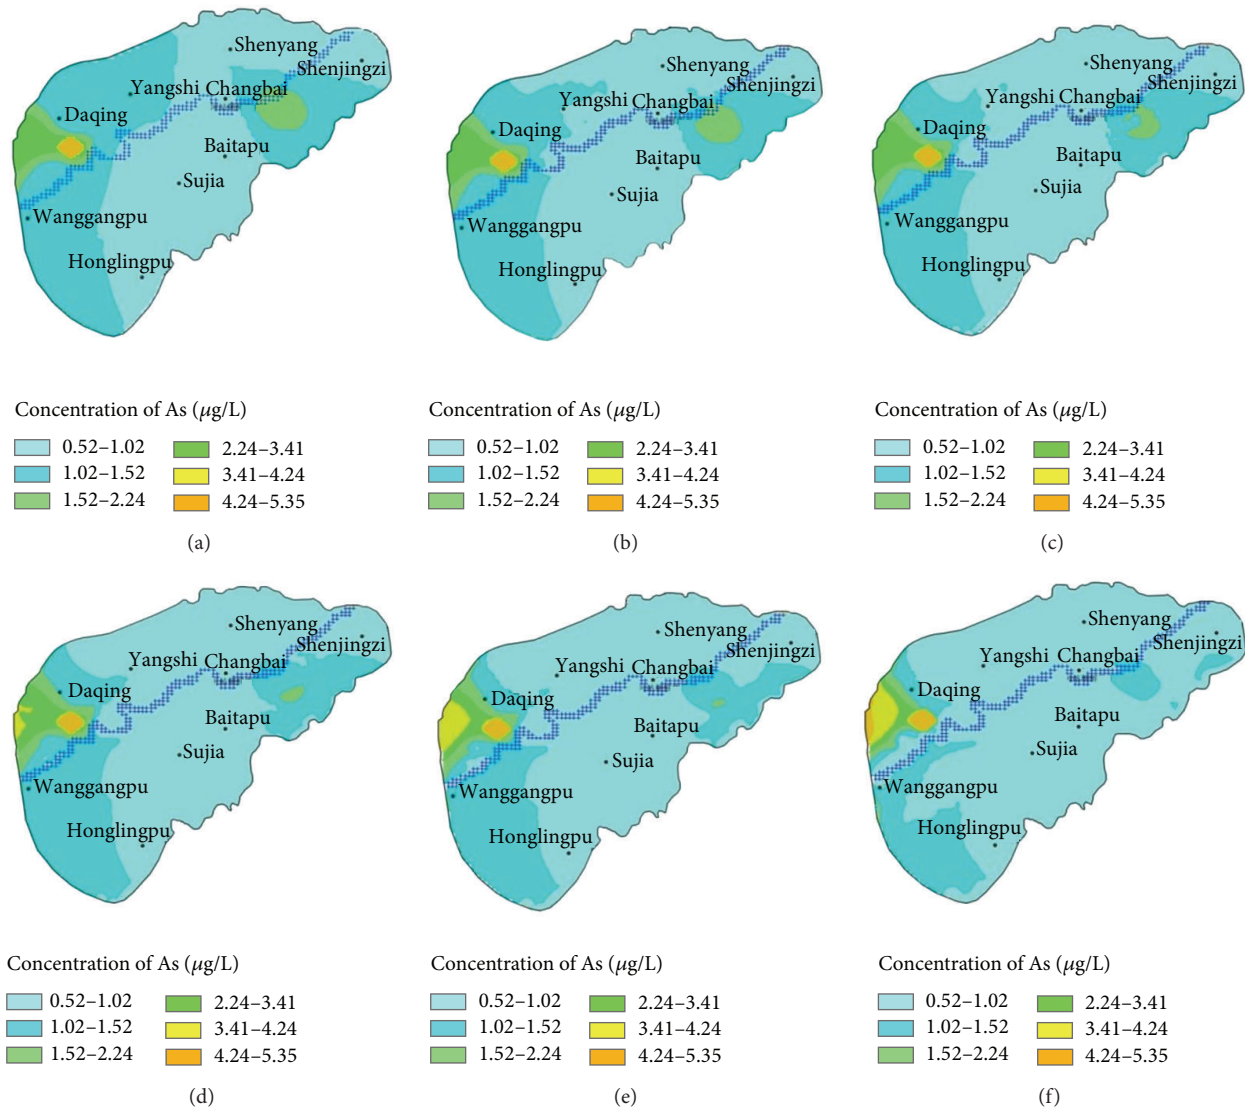 Shenyang
Shenjingzi
Yangshi Changbai
Daqing
Baitapu
Sujia
Wanggangpu
Honglingpu
Concentration of As (μg/L)
0.52–1.02 2.24–3.41
1.02–1.52 3.41–4.24
1.52–2.24 4.24–5.35
(a)
Shenyang
Shenjingzi
Yangshi Changbai
Daqing
Baitapu
Sujia
Wanggangpu
Honglingpu
Concentration of As (μg/L)
0.52–1.02 2.24–3.41
1.02–1.52 3.41–4.24
1.52–2.24 4.24–5.35
(b)
Shenyang
Shenjingzi
Yangshi Changbai
Daqing
Baitapu
Sujia
Wanggangpu
Honglingpu
Concentration of As (μg/L)
0.52–1.02 2.24–3.41
1.02–1.52 3.41–4.24
1.52–2.24 4.24–5.35
(c)
Shenyang
Shenjingzi
Yangshi Changbai
Daqing
Baitapu
Sujia
Wanggangpu
Honglingpu
Concentration of As (μg/L)
0.52–1.02 2.24–3.41
1.02–1.52 3.41–4.24
1.52–2.24 4.24–5.35
(d)
Shenyang
Shenjingzi
Yangshi Changbai
Daqing
Baitapu
Sujia
Wanggangpu
Honglingpu
Concentration of As (μg/L)
0.52–1.02 2.24–3.41
1.02–1.52 3.41–4.24
1.52–2.24 4.24–5.35
(e)
Shenyang
Shenjingzi
Yangshi Changbai
Daqing
Baitapu
Sujia
Wanggangpu
Honglingpu
Concentration of As (μg/L)
0.52–1.02 2.24–3.41
1.02–1.52 3.41–4.24
1.52–2.24 4.24–5.35
(f)